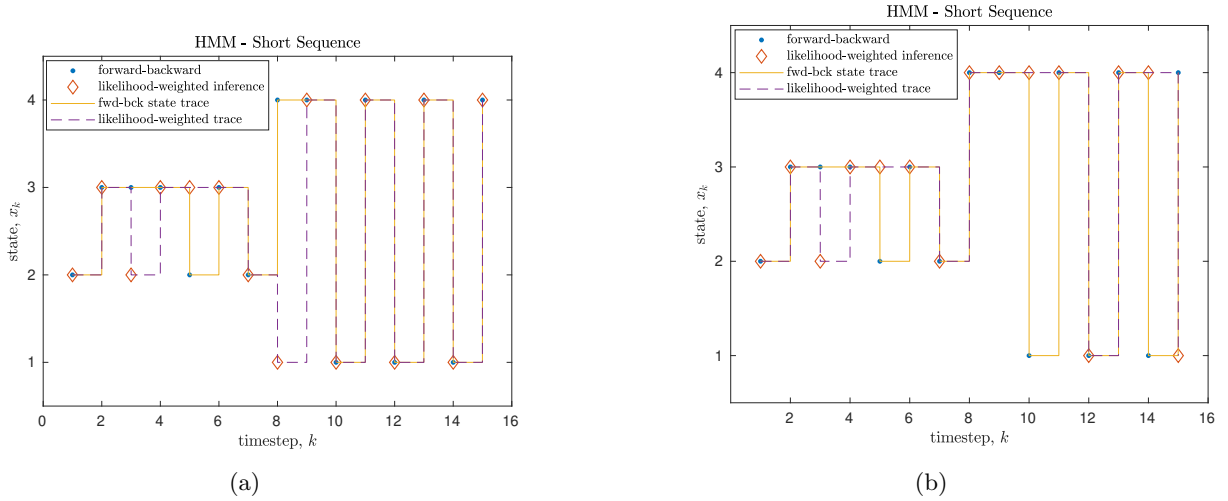 HMM - Short Sequence
forward-backward
likelihood-weighted inference
fwd-bck state trace
likelihood-weighted trace
4
3
2
1
state, x_k
0 2 4 6 8 10 12 14 16
timestep, k
(a)
HMM - Short Sequence
forward-backward
likelihood-weighted inference
fwd-bck state trace
likelihood-weighted trace
4
3
2
1
state, x_k
2 4 6 8 10 12 14 16
timestep, k
(b)